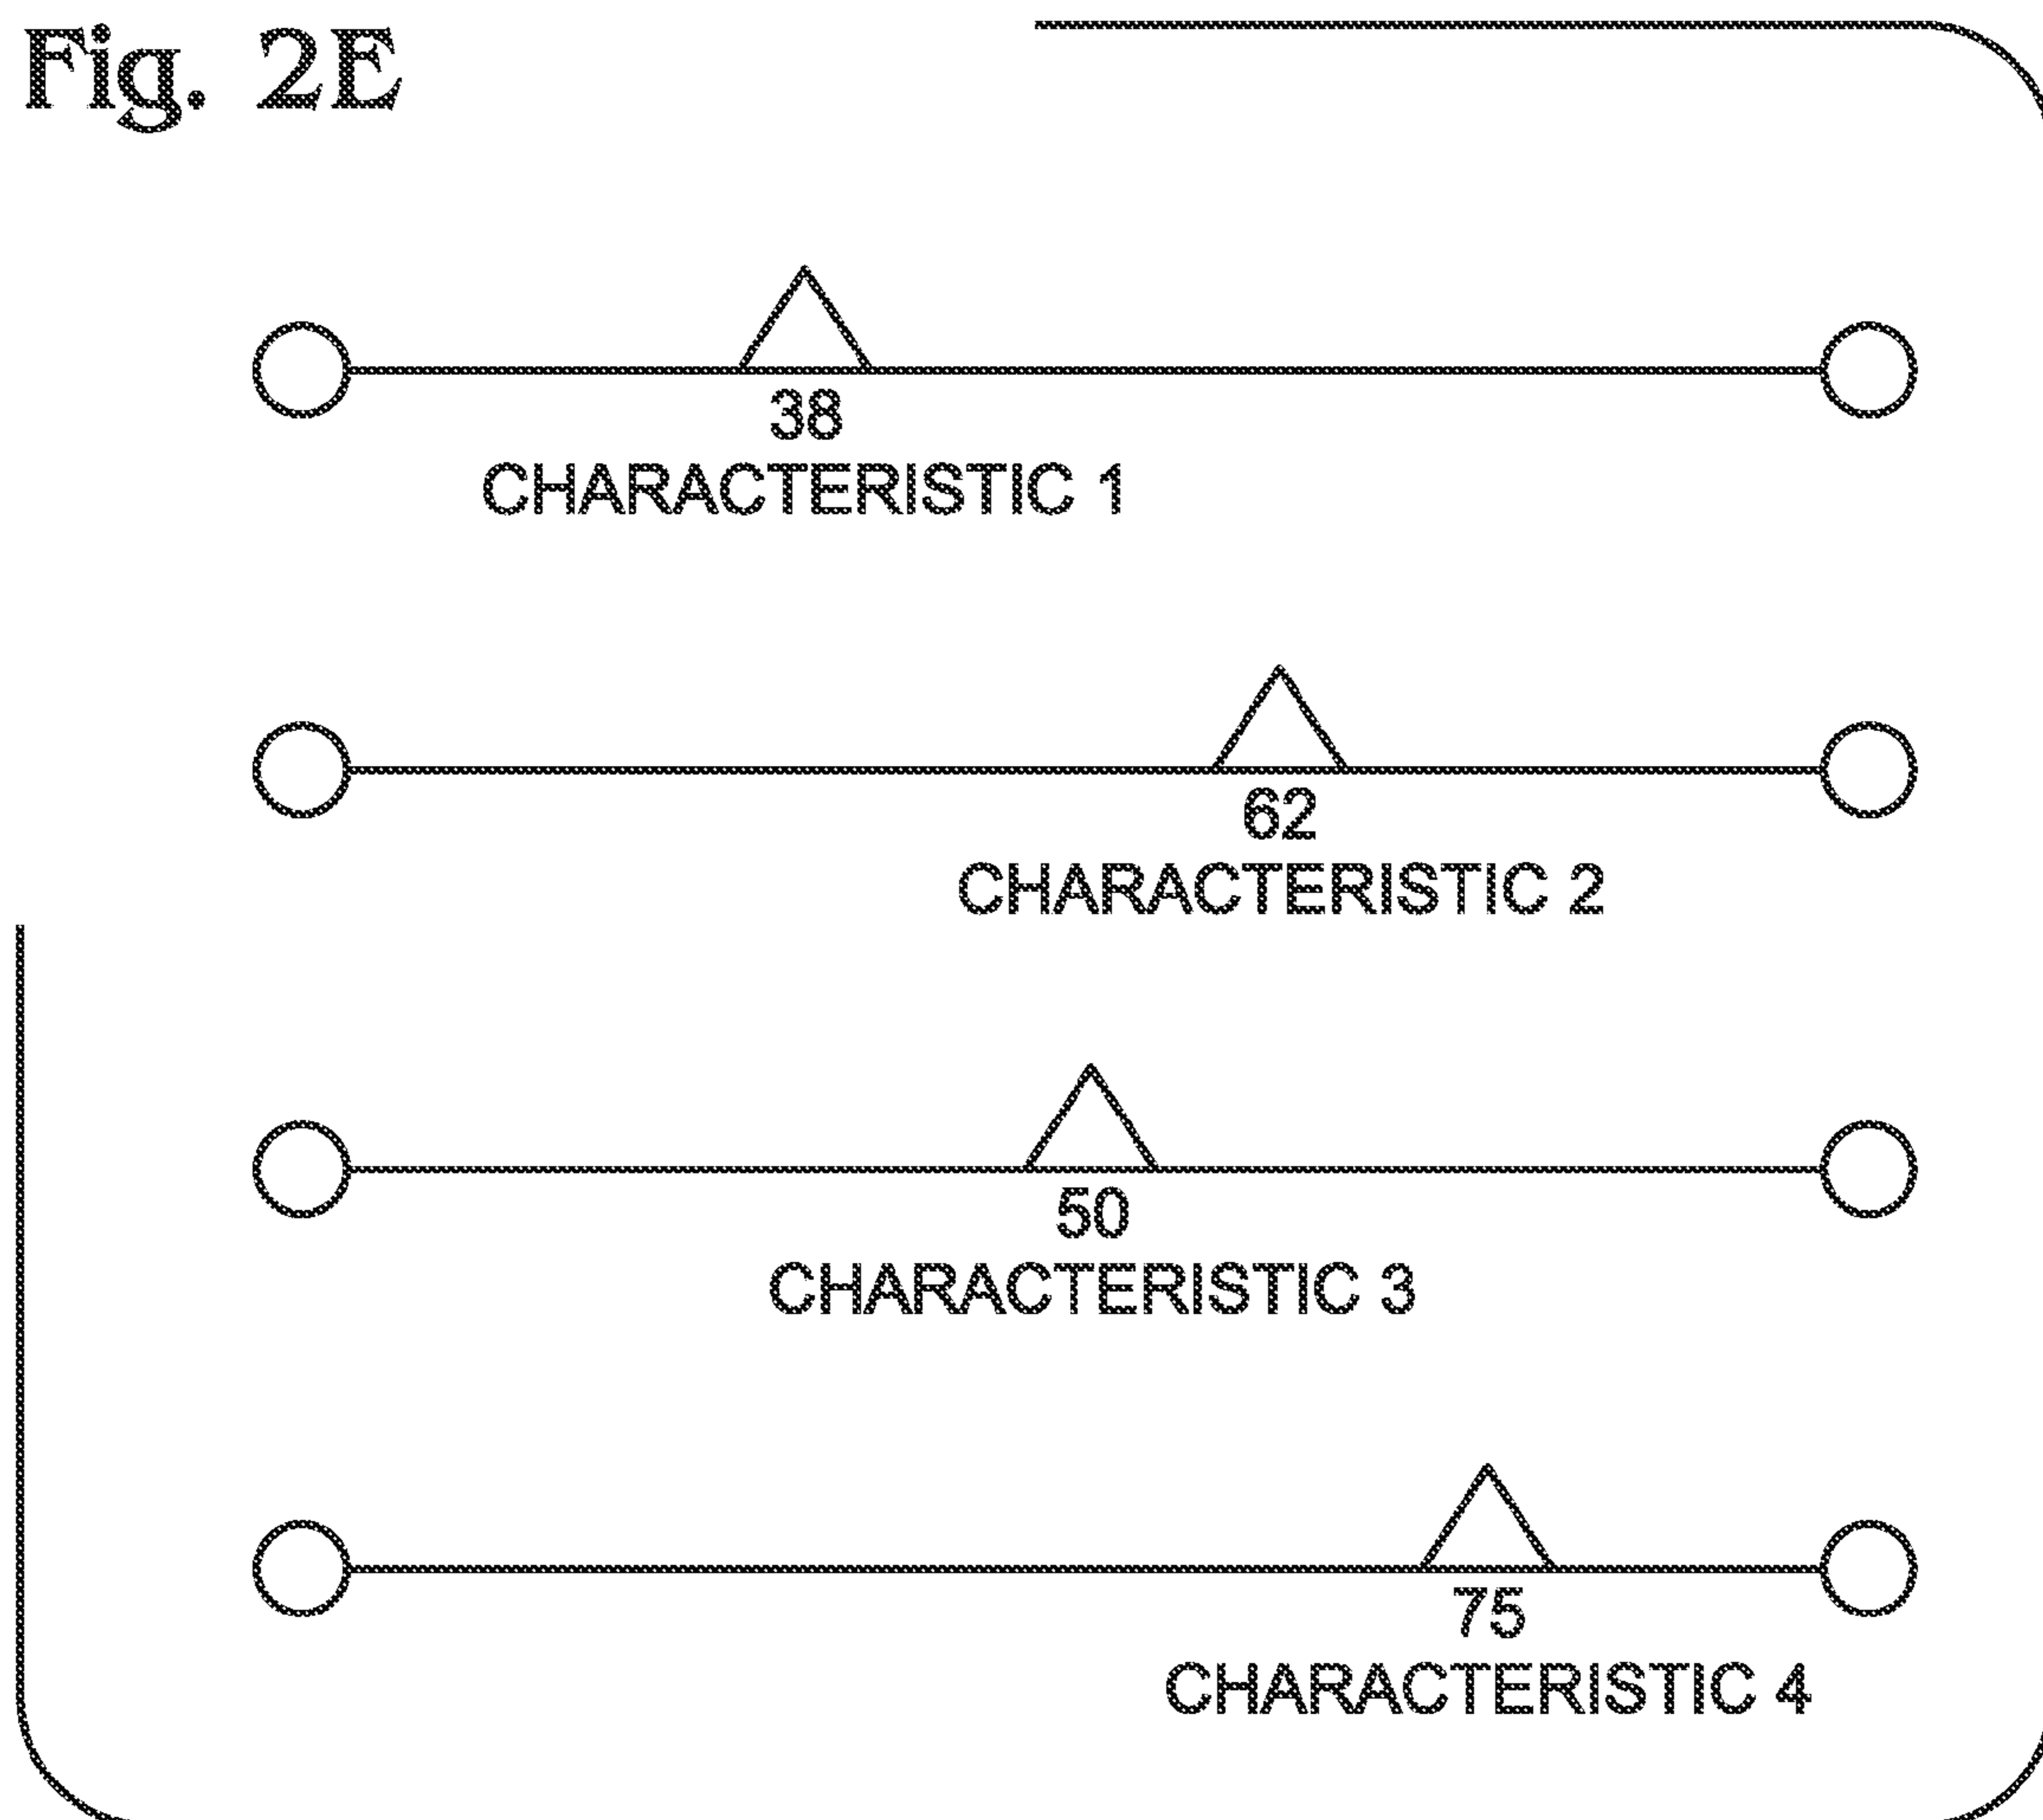 Fig. 2E
38
CHARACTERISTIC 1
62
CHARACTERISTIC 2
50
CHARACTERISTIC 3
75
CHARACTERISTIC 4